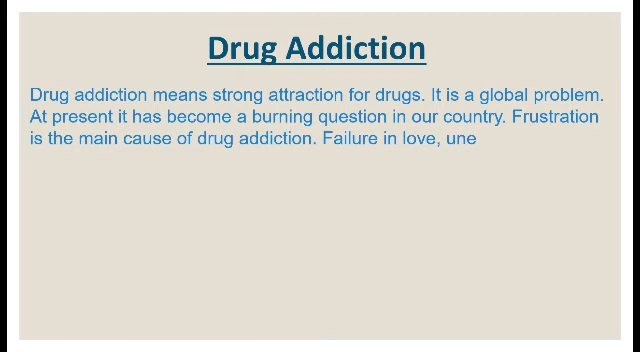 Drug Addiction
Drug addiction means strong attraction for drugs. It is a global problem.
At present it has become a burning question in our country. Frustration
is the main cause of drug addiction. Failure in love, une